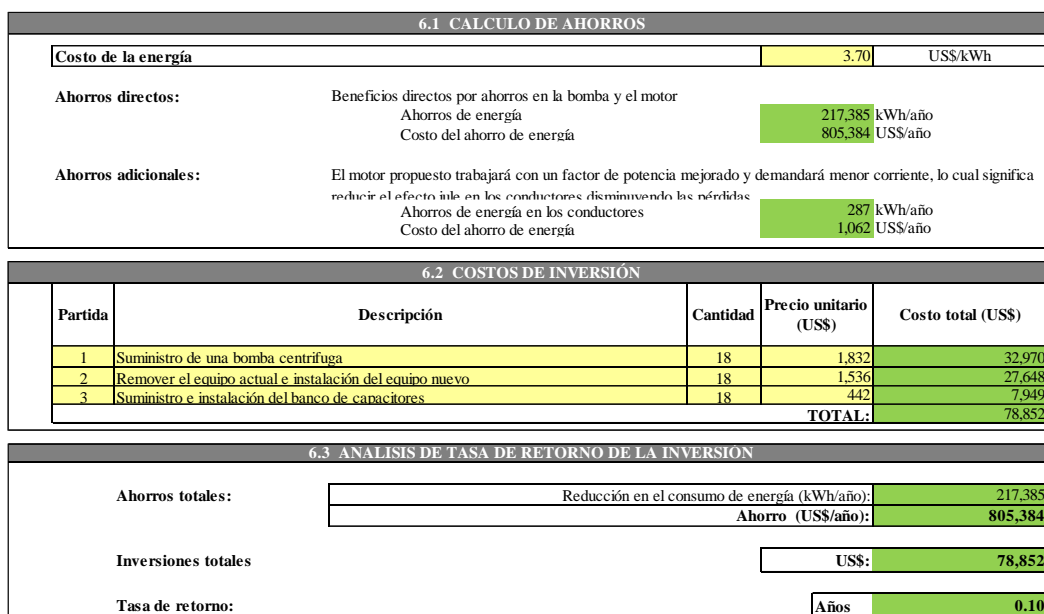 6.1 CALCULO DE AHORROS
Costo de la energía 3.70 US$/kWh
Ahorros directos: Beneficios directos por ahorros en la bomba y el motor
Ahorros de energía 217,385 kWh/año
Costo del ahorro de energía 805,384 US$/año
Ahorros adicionales: El motor propuesto trabajará con un factor de potencia mejorado y demandará menor corriente, lo cual significa
reducir el efecto jule en los conductores disminuyendo las pérdidas
Ahorros de energía en los conductores 287 kWh/año
Costo del ahorro de energía 1,062 US$/año
6.2 COSTOS DE INVERSIÓN
Partida Descripción Cantidad Precio unitario (US$) Costo total (US$)
1 Suministro de una bomba centrifuga 18 1,832 32,970
2 Remover el equipo actual e instalación del equipo nuevo 18 1,536 27,648
3 Suministro e instalación del banco de capacitores 18 442 7,949
TOTAL: 78,852
6.3 ANALISIS DE TASA DE RETORNO DE LA INVERSIÓN
Ahorros totales: Reducción en el consumo de energía (kWh/año): 217,385
Ahorro (US$/año): 805,384
Inversiones totales US$: 78,852
Tasa de retorno: Años 0.10